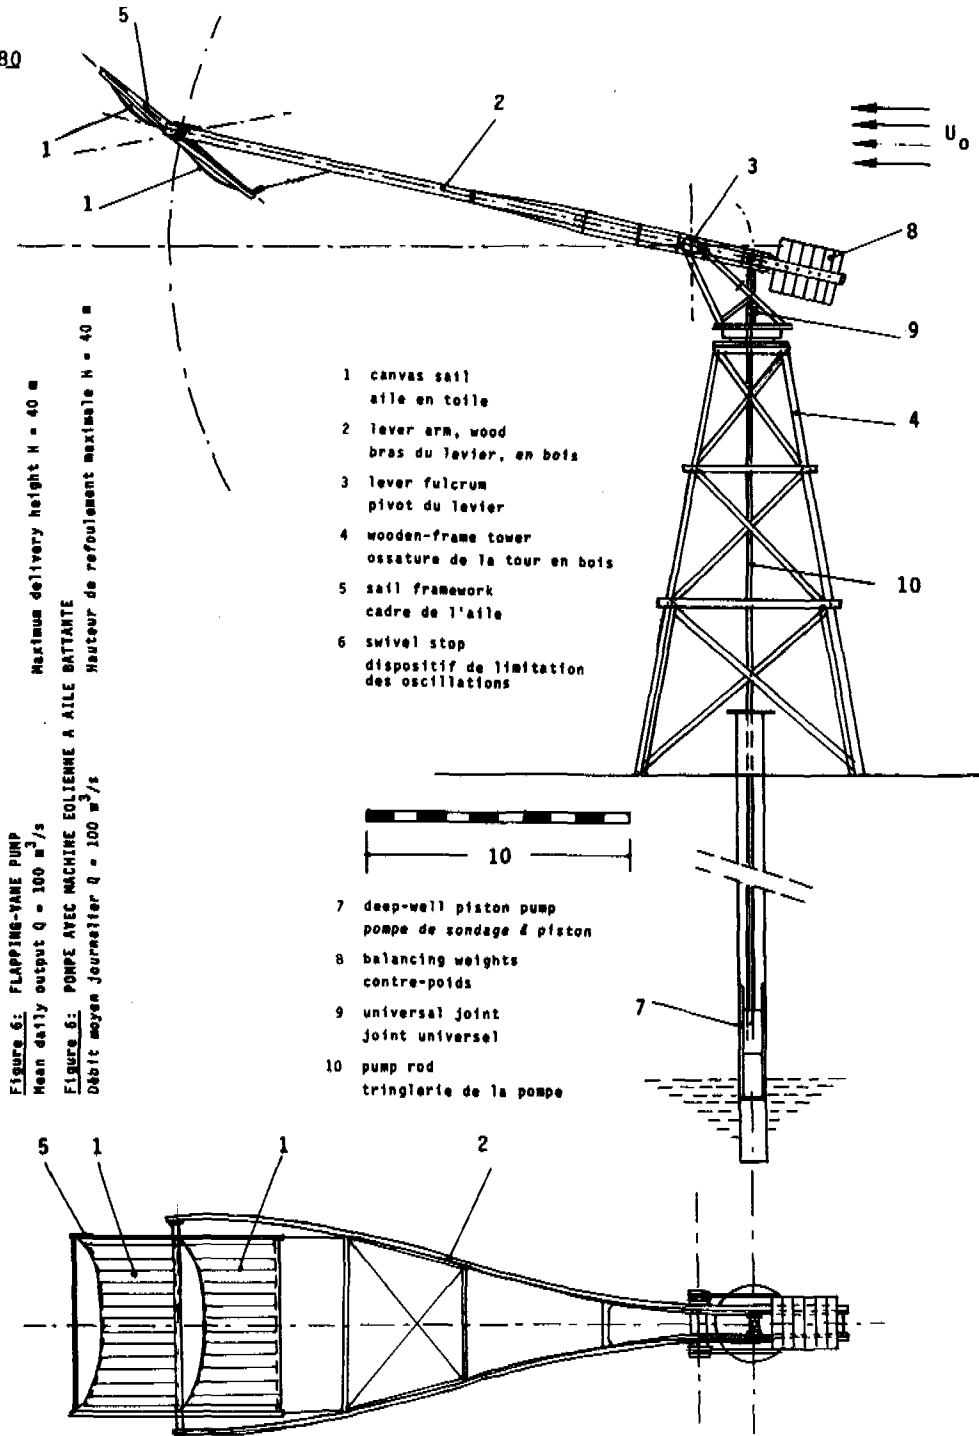 80
5
1
1
2
3
U₀
8
9
4
10
1 canvas sail
aile en toile
2 lever arm, wood
bras du levier, en bois
3 lever fulcrum
pivot du levier
4 wooden-frame tower
ossature de la tour en bois
5 sail framework
cadre de l'aile
6 swivel stop
dispositif de limitation
des oscillations
10
7 deep-well piston pump
pompe de sondage à piston
8 balancing weights
contre-poids
9 universal joint
joint universel
10 pump rod
tringlerie de la pompe
7
Figure 6: FLAPPING-VANE PUMP
Mean daily output Q = 100 m³/s Maximum delivery height H = 40 m
Figure 6: POMPE AVEC MACHINE EOLIENNE A AILE BATTANTE
Débit moyen journalier Q = 100 m³/s Hauteur de refoulement maximale H = 40 m
5
1
1
2